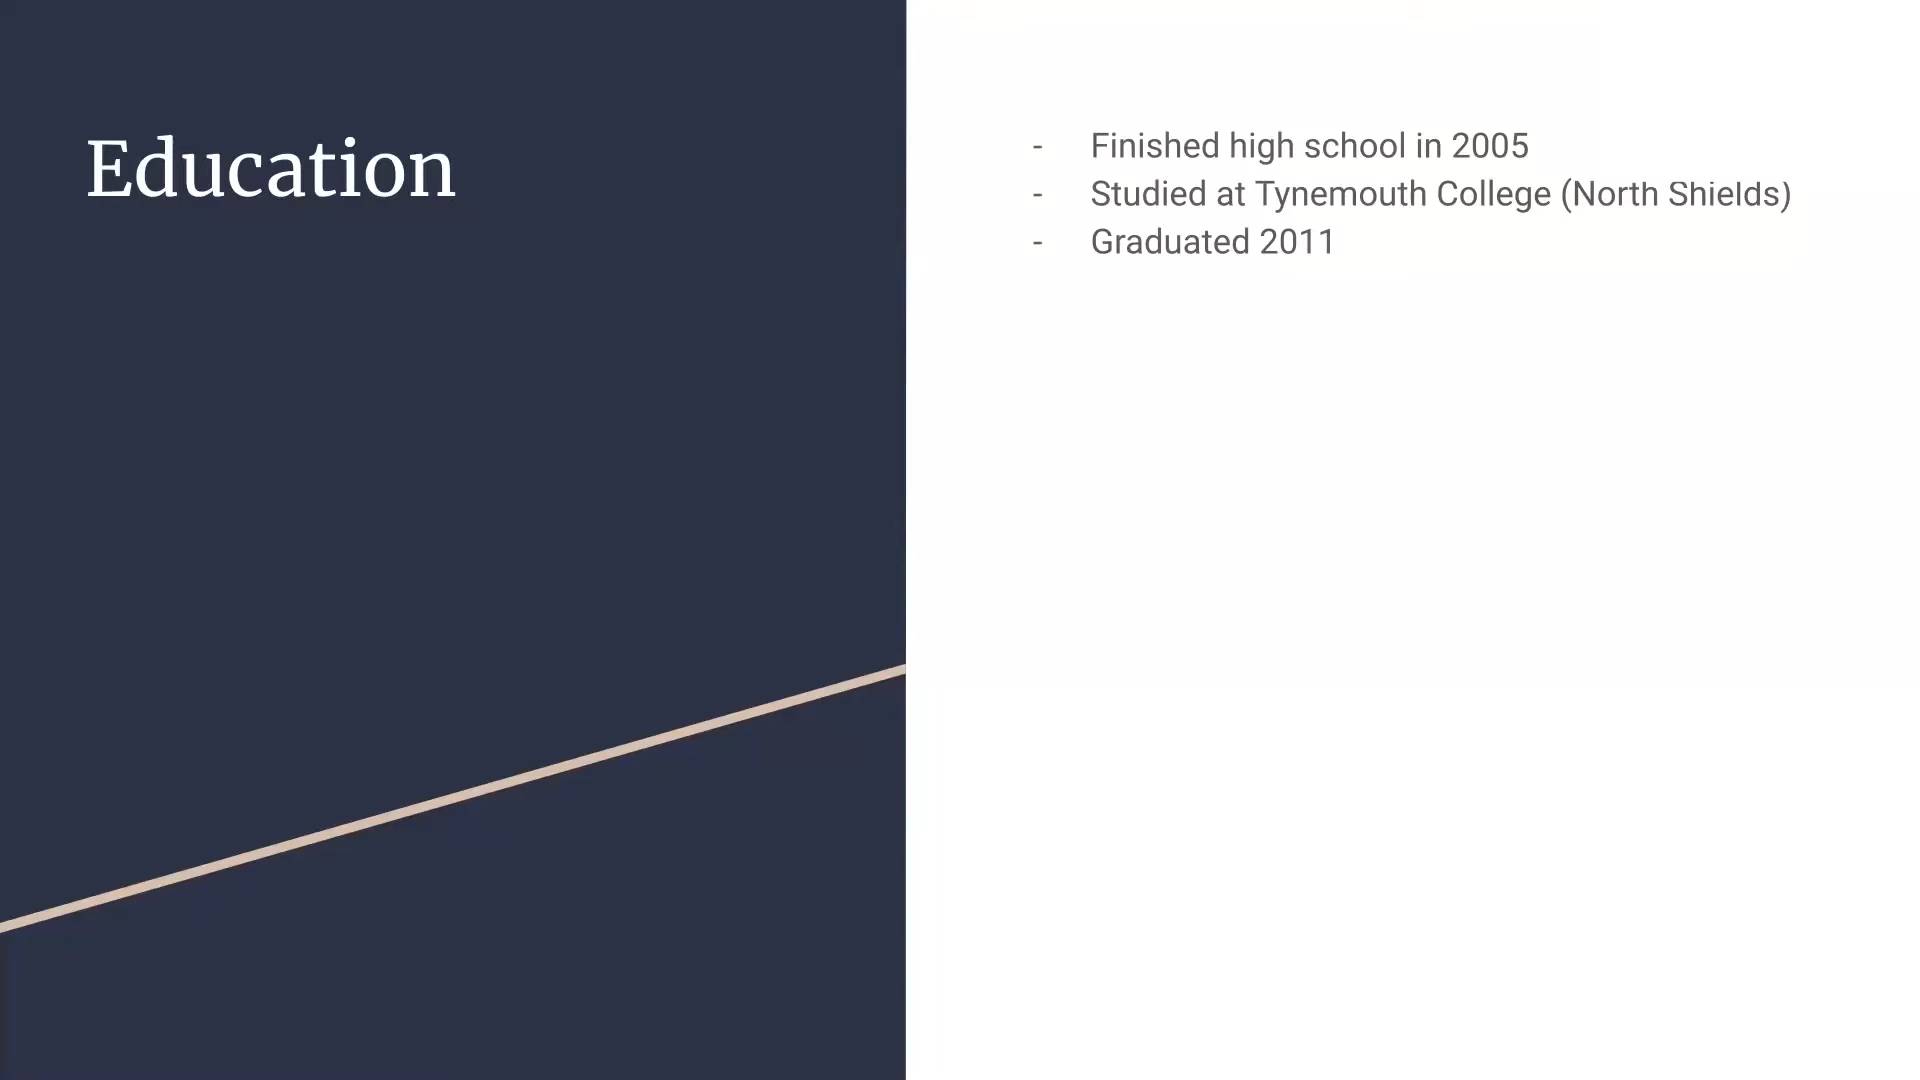 Education
- Finished high school in 2005
- Studied at Tynemouth College (North Shields)
- Graduated 2011